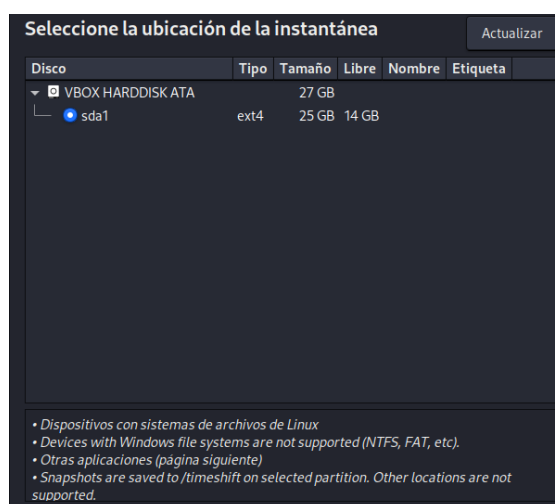 Seleccione la ubicación de la instantánea
Actualizar
Disco Tipo Tamaño Libre Nombre Etiqueta
VBOX HARDDISK ATA 27 GB
sda1 ext4 25 GB 14 GB
• Dispositivos con sistemas de archivos de Linux
• Devices with Windows file systems are not supported (NTFS, FAT, etc).
• Otras aplicaciones (página siguiente)
• Snapshots are saved to /timeshift on selected partition. Other locations are not
supported.